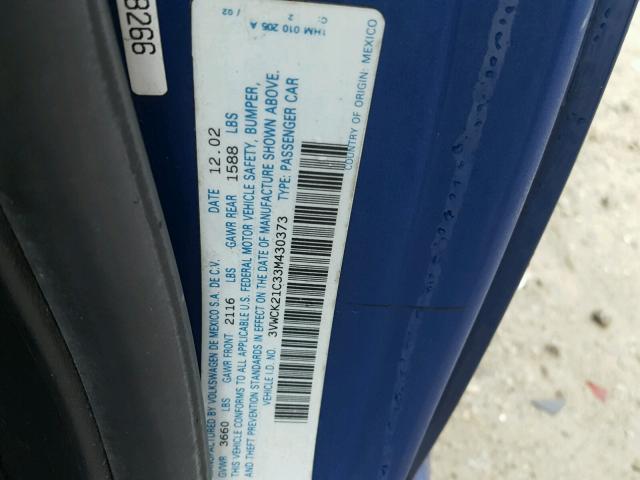 MANUFACTURED BY VOLKSWAGEN DE MEXICO S.A. DE C.V. DATE 12.02
GVWR 3660 LBS GAWR FRONT 2116 LBS GAWR REAR 1588 LBS
THIS VEHICLE CONFORMS TO ALL APPLICABLE U.S. FEDERAL MOTOR VEHICLE SAFETY, BUMPER,
AND THEFT PREVENTION STANDARDS IN EFFECT ON THE DATE OF MANUFACTURE SHOWN ABOVE.
VEHICLE I.D. NO. 3VWCK21C33M430373 TYPE: PASSENGER CAR
COUNTRY OF ORIGIN: MEXICO
/ 02
1HM 010 205 A
2
8266